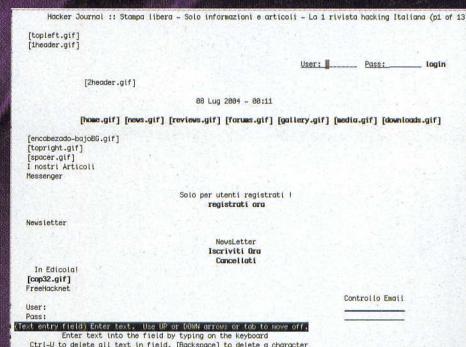 Hacker Journal :: Stampa libera - Solo informazioni e articoli - La 1 rivista hacking Italiana (p1 of 13
[topleft.gif]
[1header.gif]
User: Pass: login
[2header.gif]
08 Lug 2004 - 00:11
[home.gif] [news.gif] [reviews.gif] [forums.gif] [gallery.gif] [media.gif] [downloads.gif]
[encabezado-bajoBG.gif]
[topright.gif]
[spacer.gif]
I nostri Articoli
Messenger
Solo per utenti registrati !
registrati ora
Newsletter
NewsLetter
Iscriviti Ora
Cancellati
In Edicola!
[cop32.gif]
FreeHacknet
Controllo Email
User:
Pass:
(Text entry field) Enter text. Use UP or DOWN arrows or tab to move off.
Enter text into the field by typing on the keyboard
Ctrl-U to delete all text in field, [Backspace] to delete a character